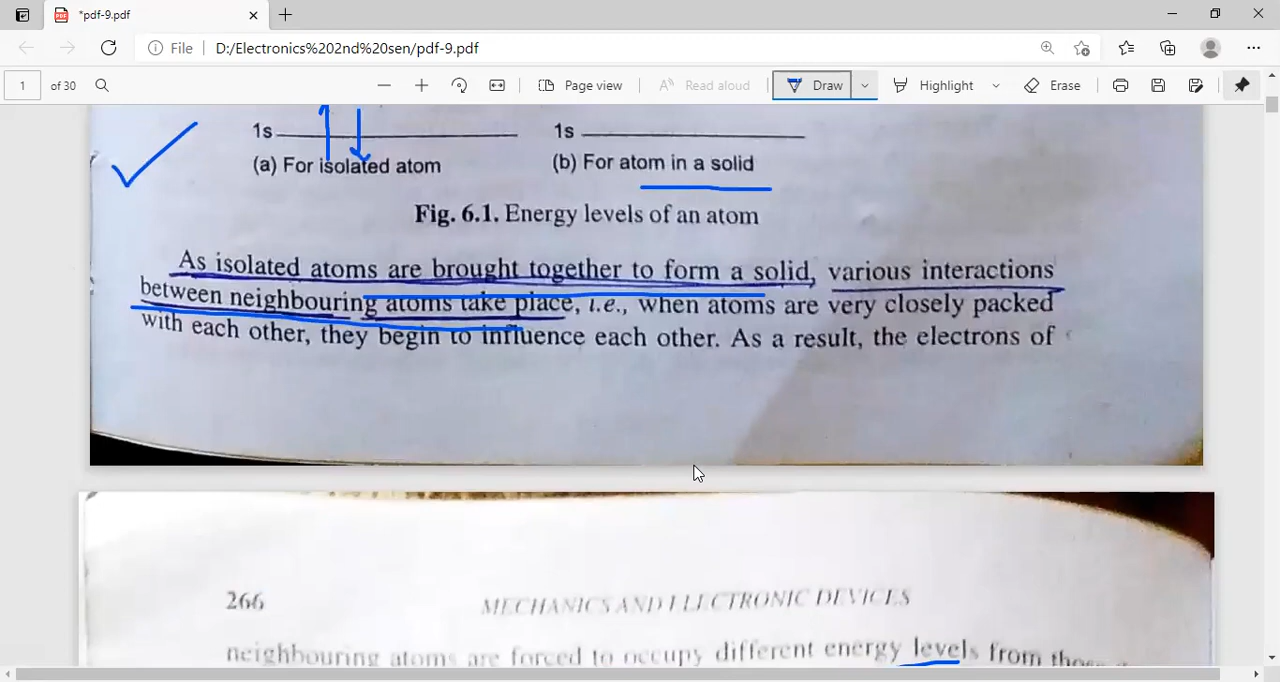 *pdf-9.pdf
File | D:/Electronics%202nd%20sen/pdf-9.pdf
1 of 30 Page view Read aloud Draw Highlight Erase
1s 1s
(a) For isolated atom (b) For atom in a solid
Fig. 6.1. Energy levels of an atom
As isolated atoms are brought together to form a solid, various interactions
between neighbouring atoms take place, i.e., when atoms are very closely packed
with each other, they begin to influence each other. As a result, the electrons of
266 MECHANICS AND ELECTRONIC DEVICES
neighbouring atoms are forced to occupy different energy levels from